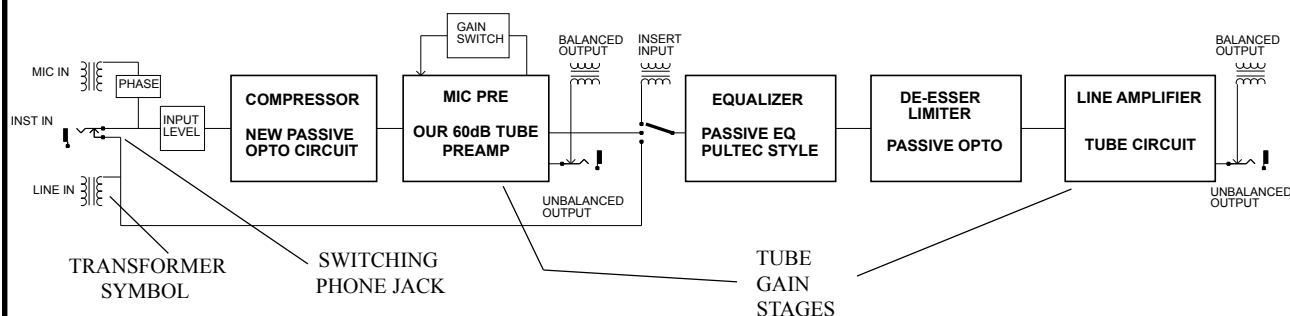 GAIN
SWITCH
MIC IN
PHASE
INST IN
INPUT
LEVEL
LINE IN
COMPRESSOR
NEW PASSIVE
OPTO CIRCUIT
MIC PRE
OUR 60dB TUBE
PREAMP
BALANCED
OUTPUT
UNBALANCED
OUTPUT
INSERT
INPUT
EQUALIZER
PASSIVE EQ
PULTEC STYLE
DE-ESSER
LIMITER
PASSIVE OPTO
LINE AMPLIFIER
TUBE CIRCUIT
BALANCED
OUTPUT
UNBALANCED
OUTPUT
TRANSFORMER
SYMBOL
SWITCHING
PHONE JACK
TUBE
GAIN
STAGES